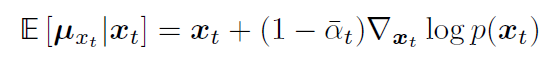 𝔼 [𝝁_{x_t}|𝒙_t] = 𝒙_t + (1 − ᾱ_t)∇_{𝒙_t} log p(𝒙_t)